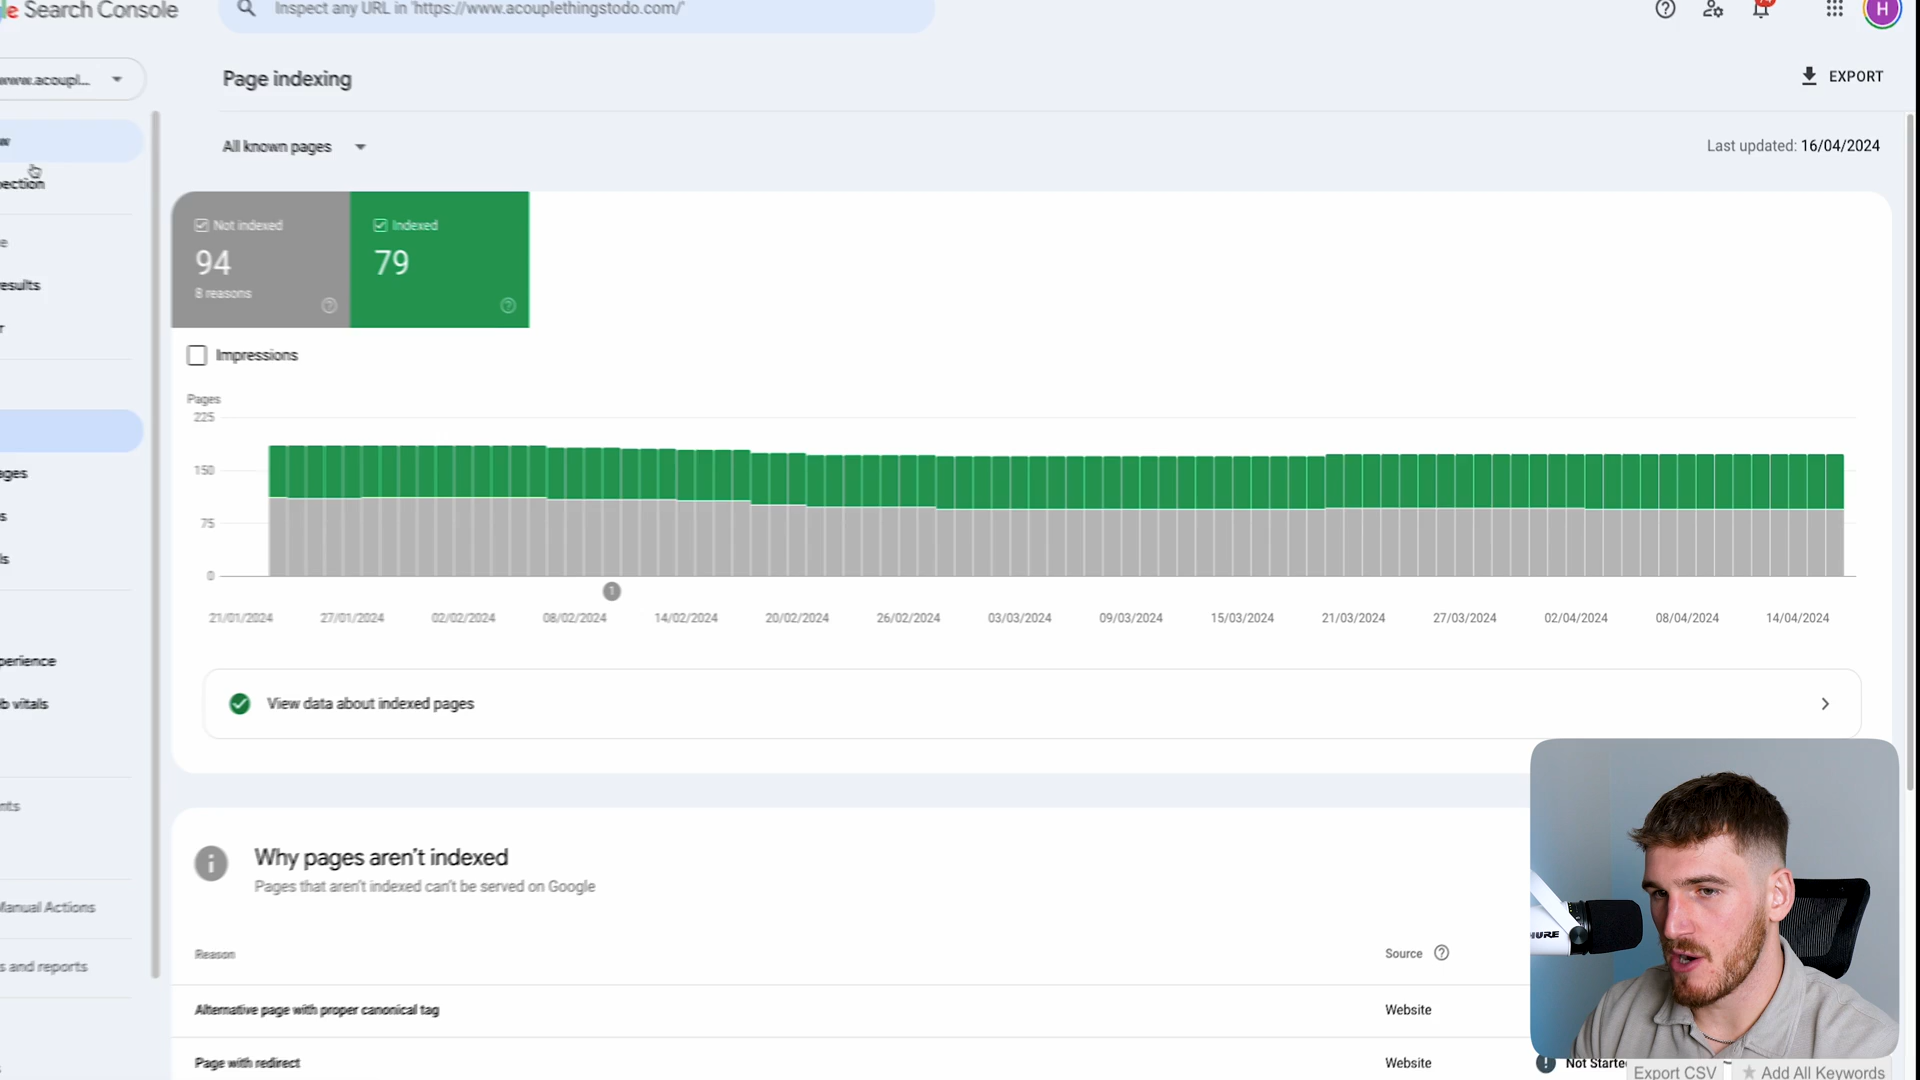 e Search Console
Inspect any URL in 'https://www.acouplethingstodo.com/'
H
www.acoupl...
Page indexing
EXPORT
All known pages
Last updated: 16/04/2024
w
pection
e
esults
r
ages
s
ls
perience
b vitals
nts
Manual Actions
s and reports
Not indexed
94
8 reasons
Indexed
79
Impressions
Pages
225
150
75
0
1
21/01/2024 27/01/2024 02/02/2024 08/02/2024 14/02/2024 20/02/2024 26/02/2024 03/03/2024 09/03/2024 15/03/2024 21/03/2024 27/03/2024 02/04/2024 08/04/2024 14/04/2024
View data about indexed pages
Why pages aren't indexed
Pages that aren't indexed can't be served on Google
Reason
Source
Alternative page with proper canonical tag
Website
Page with redirect
Website
Not Starte
Export CSV
Add All Keywords
HURE